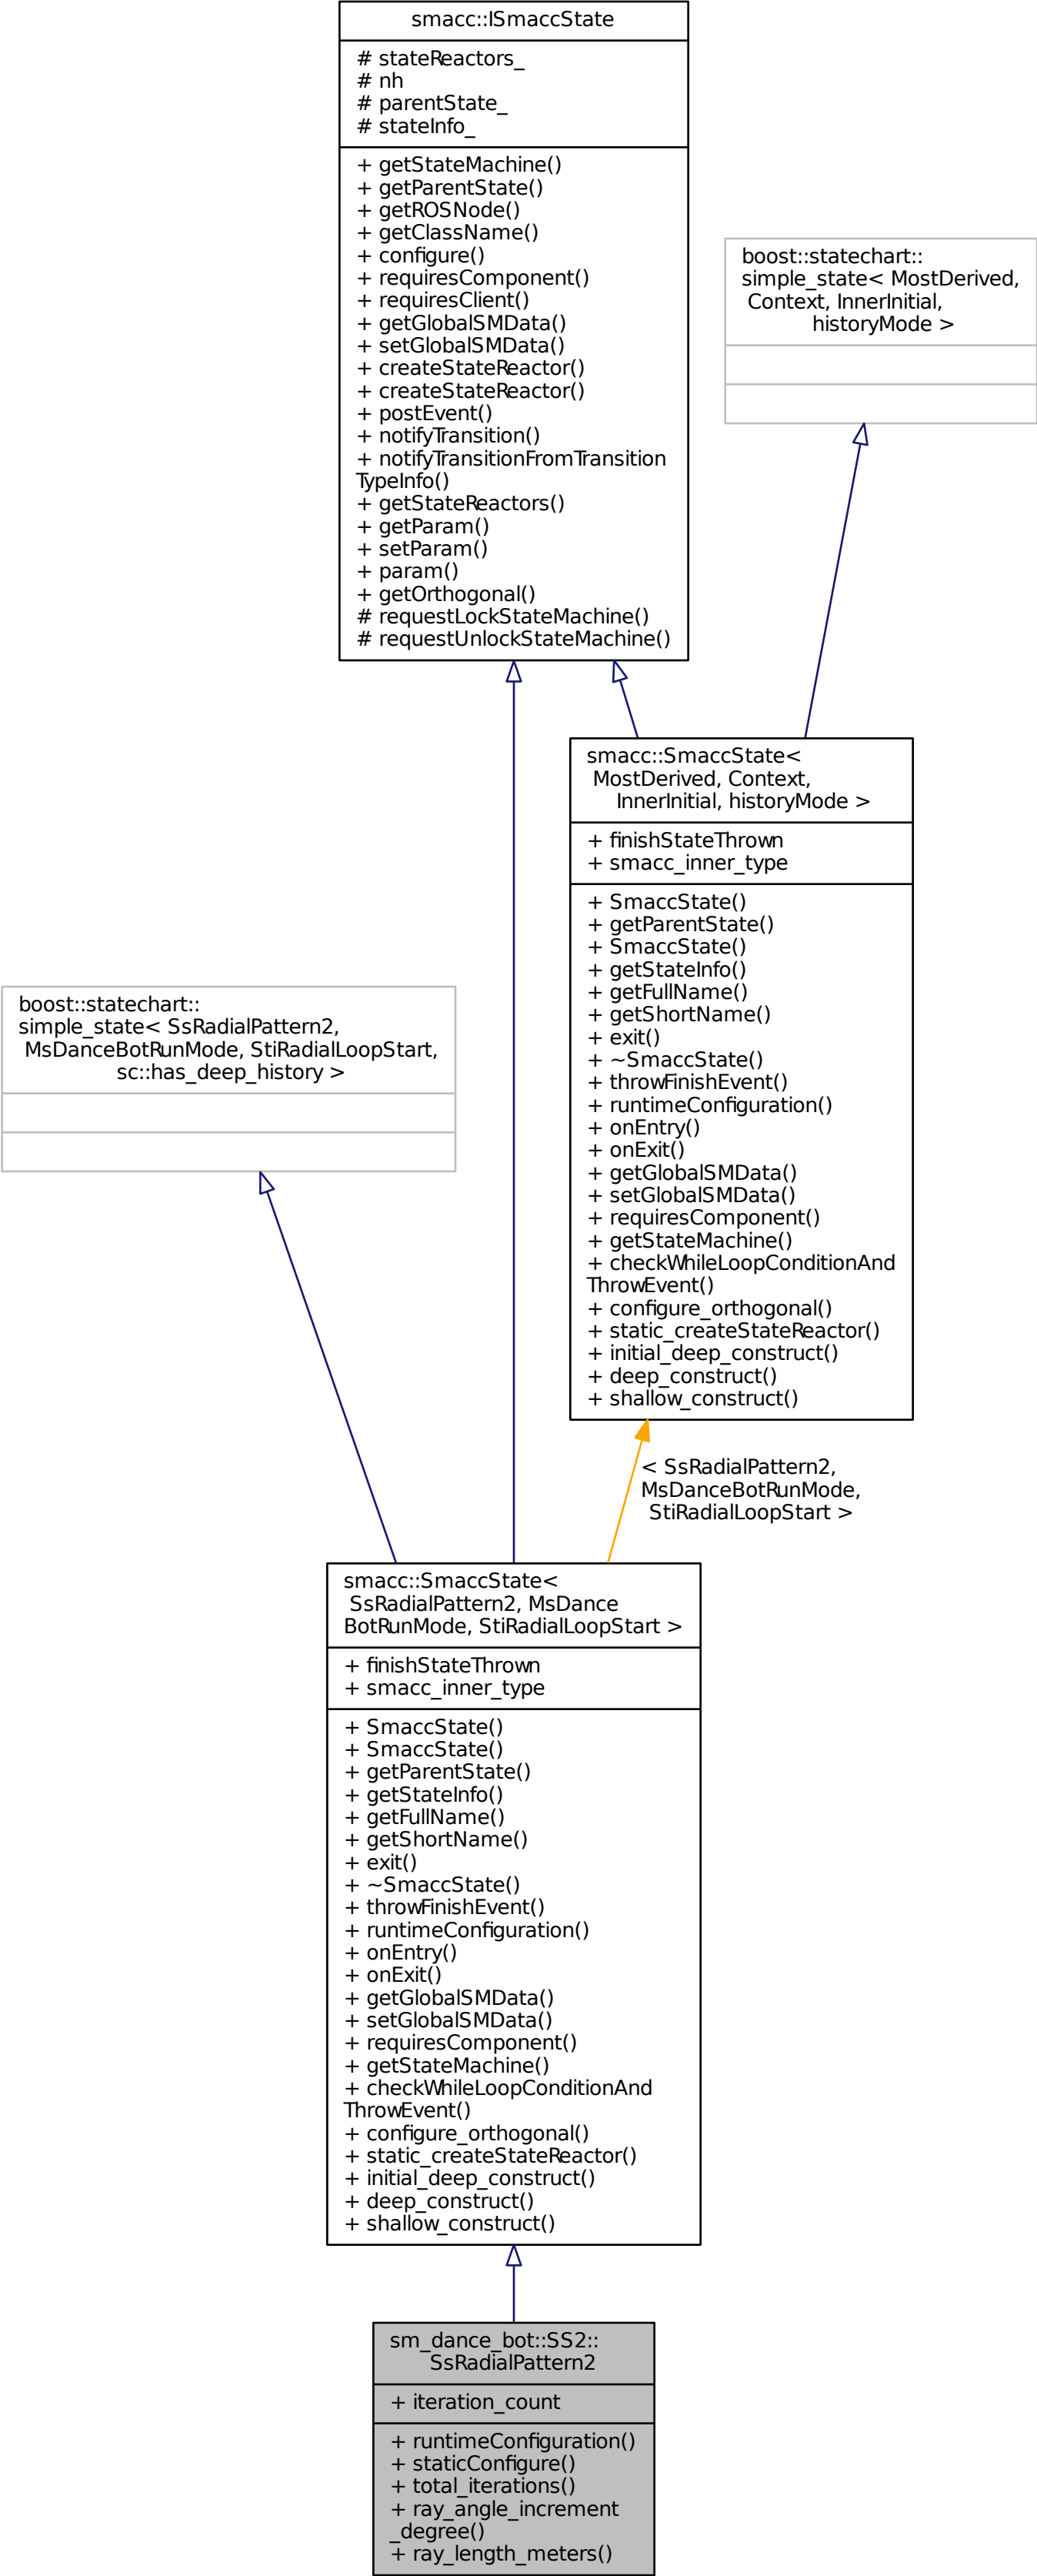 smacc::ISmaccState
# stateReactors_
# nh
# parentState_
# stateInfo_
+ getStateMachine()
+ getParentState()
+ getROSNode()
+ getClassName()
+ configure()
+ requiresComponent()
+ requiresClient()
+ getGlobalSMData()
+ setGlobalSMData()
+ createStateReactor()
+ createStateReactor()
+ postEvent()
+ notifyTransition()
+ notifyTransitionFromTransition
TypeInfo()
+ getStateReactors()
+ getParam()
+ setParam()
+ param()
+ getOrthogonal()
# requestLockStateMachine()
# requestUnlockStateMachine()
boost::statechart::
simple_state< MostDerived,
Context, InnerInitial,
historyMode >
smacc::SmaccState<
MostDerived, Context,
InnerInitial, historyMode >
+ finishStateThrown
+ smacc_inner_type
+ SmaccState()
+ getParentState()
+ SmaccState()
+ getStateInfo()
+ getFullName()
+ getShortName()
+ exit()
+ ~SmaccState()
+ throwFinishEvent()
+ runtimeConfiguration()
+ onEntry()
+ onExit()
+ getGlobalSMData()
+ setGlobalSMData()
+ requiresComponent()
+ getStateMachine()
+ checkWhileLoopConditionAnd
ThrowEvent()
+ configure_orthogonal()
+ static_createStateReactor()
+ initial_deep_construct()
+ deep_construct()
+ shallow_construct()
boost::statechart::
simple_state< SsRadialPattern2,
MsDanceBotRunMode, StiRadialLoopStart,
sc::has_deep_history >
< SsRadialPattern2,
MsDanceBotRunMode,
StiRadialLoopStart >
smacc::SmaccState<
SsRadialPattern2, MsDance
BotRunMode, StiRadialLoopStart >
+ finishStateThrown
+ smacc_inner_type
+ SmaccState()
+ SmaccState()
+ getParentState()
+ getStateInfo()
+ getFullName()
+ getShortName()
+ exit()
+ ~SmaccState()
+ throwFinishEvent()
+ runtimeConfiguration()
+ onEntry()
+ onExit()
+ getGlobalSMData()
+ setGlobalSMData()
+ requiresComponent()
+ getStateMachine()
+ checkWhileLoopConditionAnd
ThrowEvent()
+ configure_orthogonal()
+ static_createStateReactor()
+ initial_deep_construct()
+ deep_construct()
+ shallow_construct()
sm_dance_bot::SS2::
SsRadialPattern2
+ iteration_count
+ runtimeConfiguration()
+ staticConfigure()
+ total_iterations()
+ ray_angle_increment
_degree()
+ ray_length_meters()